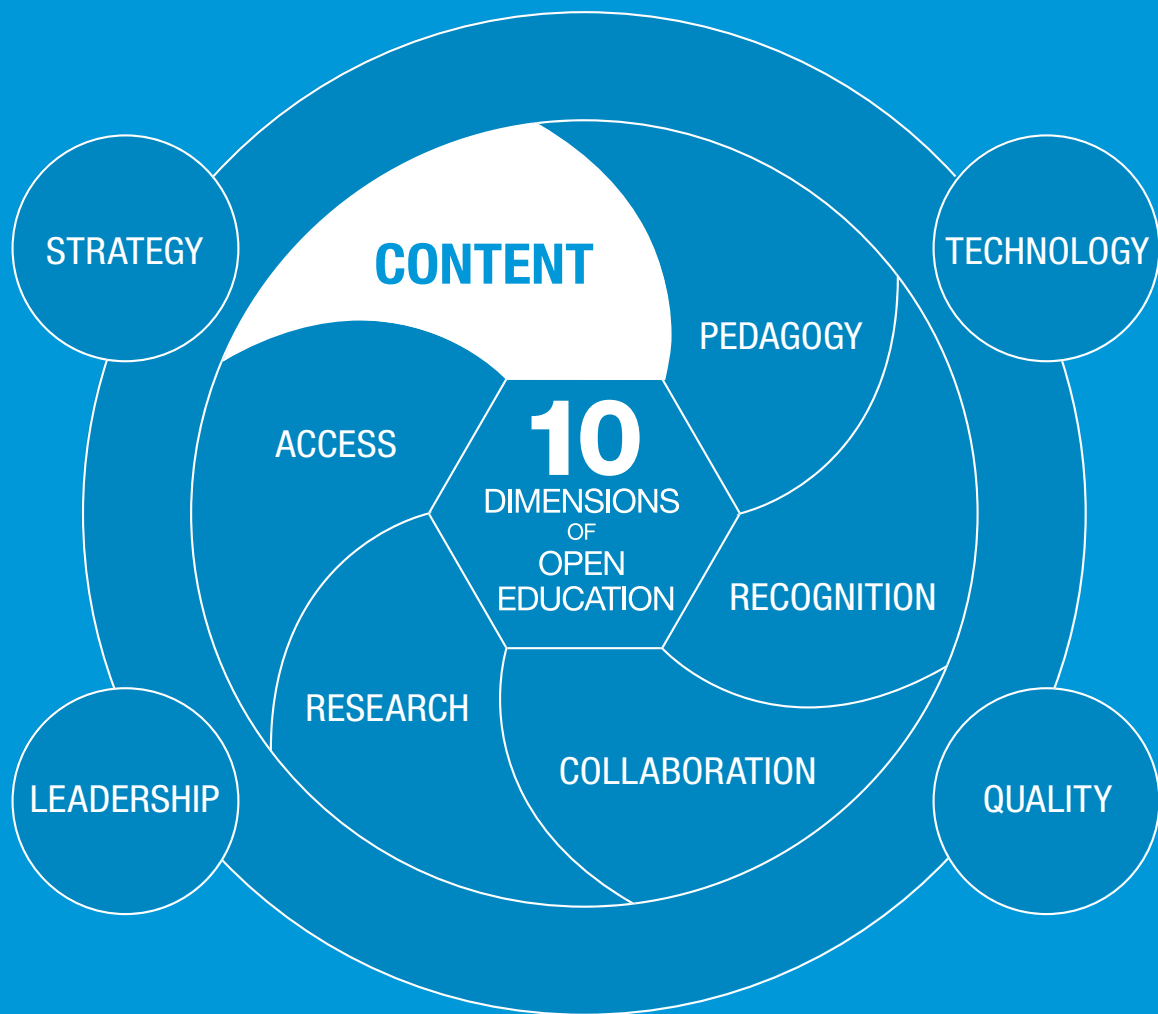 STRATEGY
TECHNOLOGY
CONTENT
PEDAGOGY
ACCESS
10
DIMENSIONS
OF
OPEN
EDUCATION
RECOGNITION
RESEARCH
COLLABORATION
LEADERSHIP
QUALITY